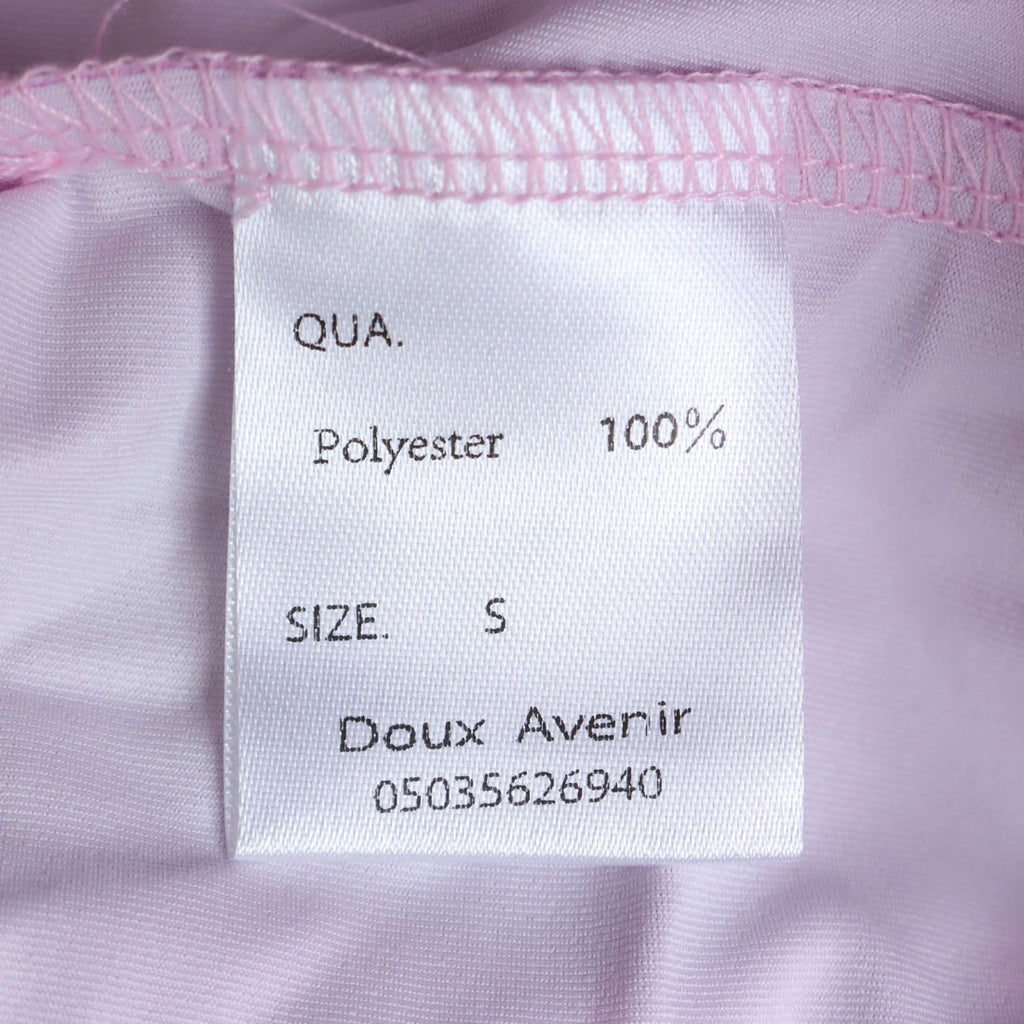 QUA.
Polyester 100%
SIZE. S
Doux Avenir
05035626940